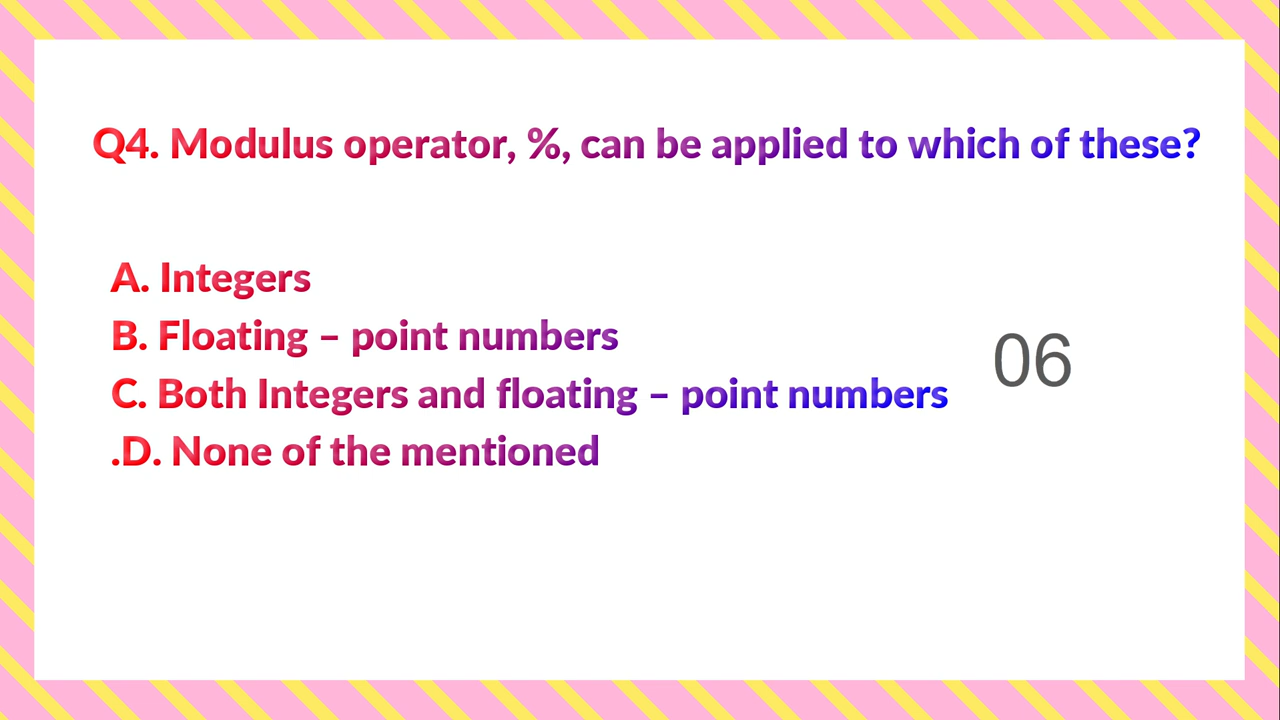 Q4. Modulus operator, %, can be applied to which of these?
A. Integers
B. Floating – point numbers
C. Both Integers and floating – point numbers
.D. None of the mentioned
06